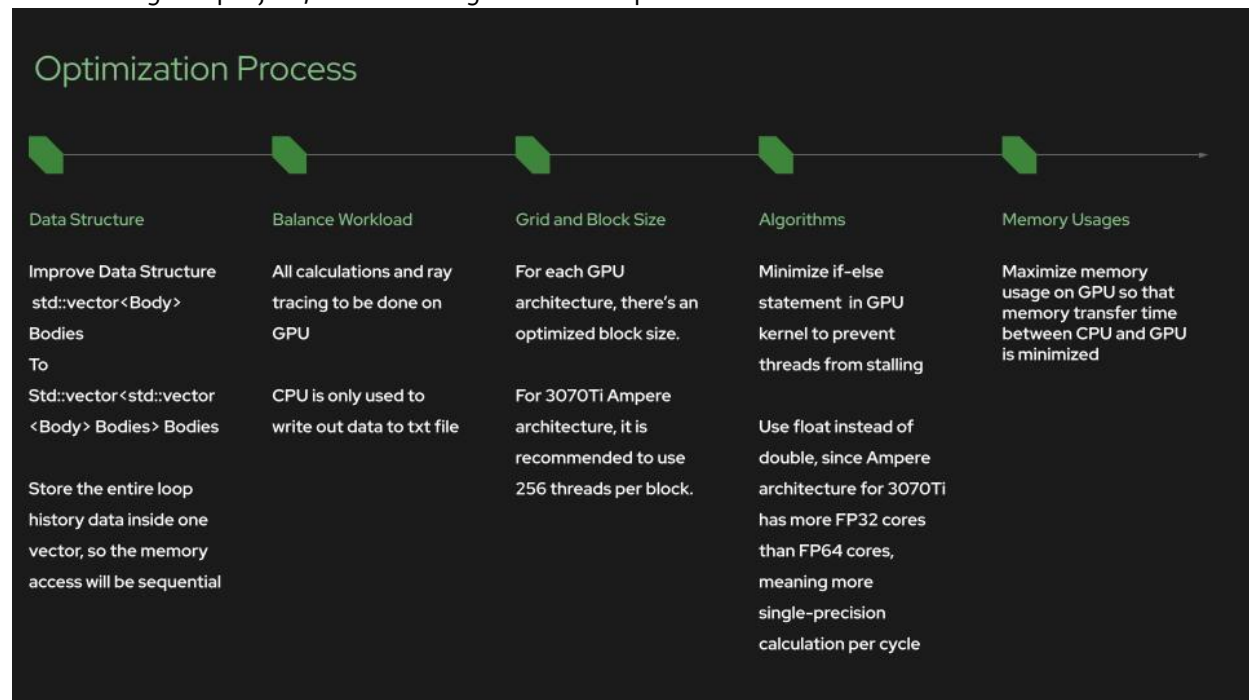 Optimization Process
Data Structure
Improve Data Structure
std::vector<Body>
Bodies
To
Std::vector<std::vector
<Body> Bodies> Bodies
Store the entire loop
history data inside one
vector, so the memory
access will be sequential
Balance Workload
All calculations and ray
tracing to be done on
GPU
CPU is only used to
write out data to txt file
Grid and Block Size
For each GPU
architecture, there's an
optimized block size.
For 3070Ti Ampere
architecture, it is
recommended to use
256 threads per block.
Algorithms
Minimize if-else
statement in GPU
kernel to prevent
threads from stalling
Use float instead of
double, since Ampere
architecture for 3070Ti
has more FP32 cores
than FP64 cores,
meaning more
single-precision
calculation per cycle
Memory Usages
Maximize memory
usage on GPU so that
memory transfer time
between CPU and GPU
is minimized